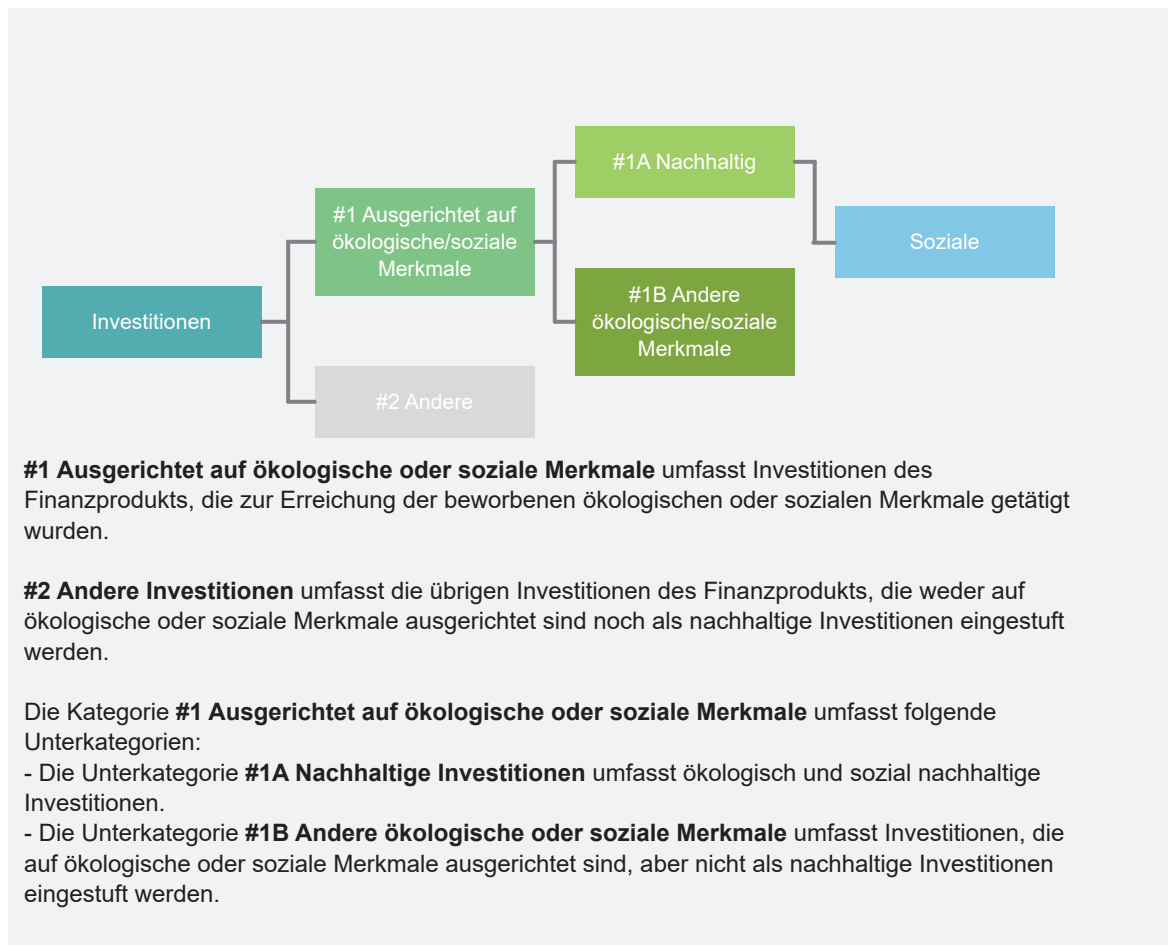 #1A Nachhaltig
#1 Ausgerichtet auf
ökologische/soziale
Merkmale
Soziale
Investitionen
#1B Andere
ökologische/soziale
Merkmale
#2 Andere
#1 Ausgerichtet auf ökologische oder soziale Merkmale umfasst Investitionen des
Finanzprodukts, die zur Erreichung der beworbenen ökologischen oder sozialen Merkmale getätigt
wurden.
#2 Andere Investitionen umfasst die übrigen Investitionen des Finanzprodukts, die weder auf
ökologische oder soziale Merkmale ausgerichtet sind noch als nachhaltige Investitionen eingestuft
werden.
Die Kategorie #1 Ausgerichtet auf ökologische oder soziale Merkmale umfasst folgende
Unterkategorien:
- Die Unterkategorie #1A Nachhaltige Investitionen umfasst ökologisch und sozial nachhaltige
Investitionen.
- Die Unterkategorie #1B Andere ökologische oder soziale Merkmale umfasst Investitionen, die
auf ökologische oder soziale Merkmale ausgerichtet sind, aber nicht als nachhaltige Investitionen
eingestuft werden.